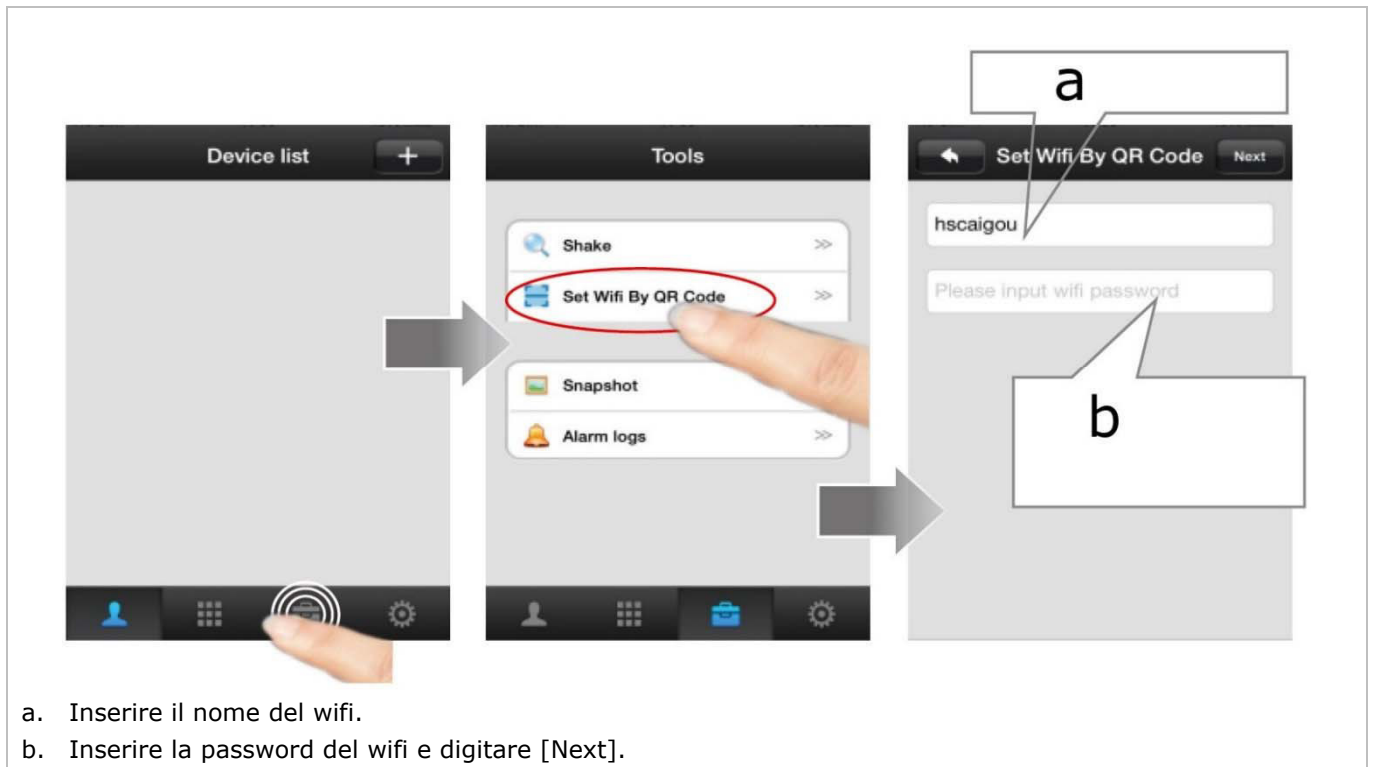 a
Device list
+
Tools
Set Wifi By QR Code
Next
Shake
>>
hscaigou
Set Wifi By QR Code
>>
Please input wifi password
Snapshot
b
Alarm logs
>>
a. Inserire il nome del wifi.
b. Inserire la password del wifi e digitare [Next].